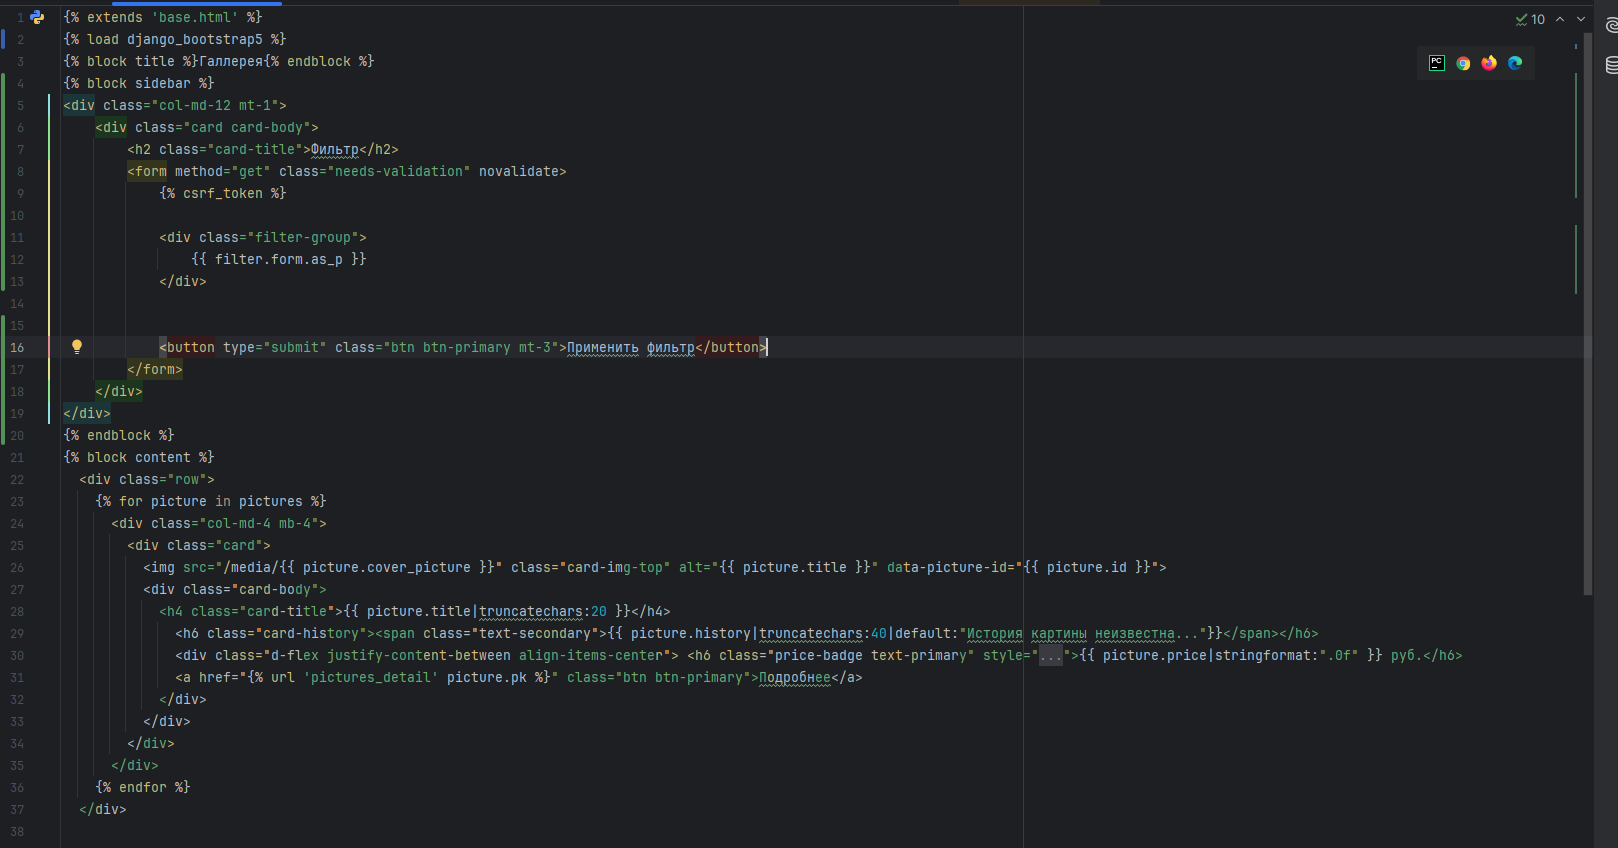 10
1 {% extends 'base.html' %}
2 {% load django_bootstrap5 %}
3 {% block title %}Галлерея{% endblock %}
4 {% block sidebar %}
5 <div class="col-md-12 mt-1">
6 <div class="card card-body">
7 <h2 class="card-title">Фильтр</h2>
8 <form method="get" class="needs-validation" novalidate>
9 {% csrf_token %}
10
11 <div class="filter-group">
12 {{ filter.form.as_p }}
13 </div>
14
15
16 <button type="submit" class="btn btn-primary mt-3">Применить фильтр</button>
17 </form>
18 </div>
19 </div>
20 {% endblock %}
21 {% block content %}
22 <div class="row">
23 {% for picture in pictures %}
24 <div class="col-md-4 mb-4">
25 <div class="card">
26 <img src="/media/{{ picture.cover_picture }}" class="card-img-top" alt="{{ picture.title }}" data-picture-id="{{ picture.id }}">
27 <div class="card-body">
28 <h4 class="card-title">{{ picture.title|truncatechars:20 }}</h4>
29 <h6 class="card-history"><span class="text-secondary">{{ picture.history|truncatechars:40|default:"История картины неизвестна..."}}</span></h6>
30 <div class="d-flex justify-content-between align-items-center"> <h6 class="price-badge text-primary" style="...">{{ picture.price|stringformat:".0f" }} руб.</h6>
31 <a href="{% url 'pictures_detail' picture.pk %}" class="btn btn-primary">Подробнее</a>
32 </div>
33 </div>
34 </div>
35 </div>
36 {% endfor %}
37 </div>
38
PC